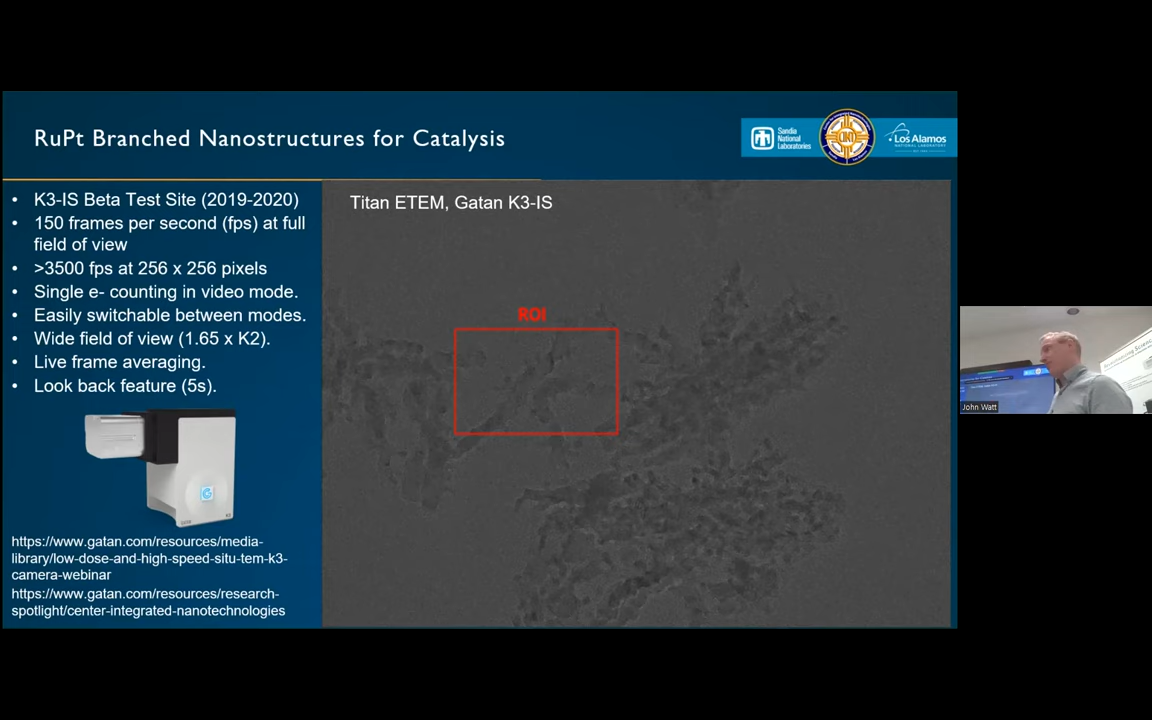 RuPt Branched Nanostructures for Catalysis
Sandia
National
Laboratories
CINT
Los Alamos
NATIONAL LABORATORY
• K3-IS Beta Test Site (2019-2020)
• 150 frames per second (fps) at full
field of view
• >3500 fps at 256 x 256 pixels
• Single e- counting in video mode.
• Easily switchable between modes.
• Wide field of view (1.65 x K2).
• Live frame averaging.
• Look back feature (5s).
https://www.gatan.com/resources/media-
library/low-dose-and-high-speed-situ-tem-k3-
camera-webinar
https://www.gatan.com/resources/research-
spotlight/center-integrated-nanotechnologies
Titan ETEM, Gatan K3-IS
ROI
John Watt